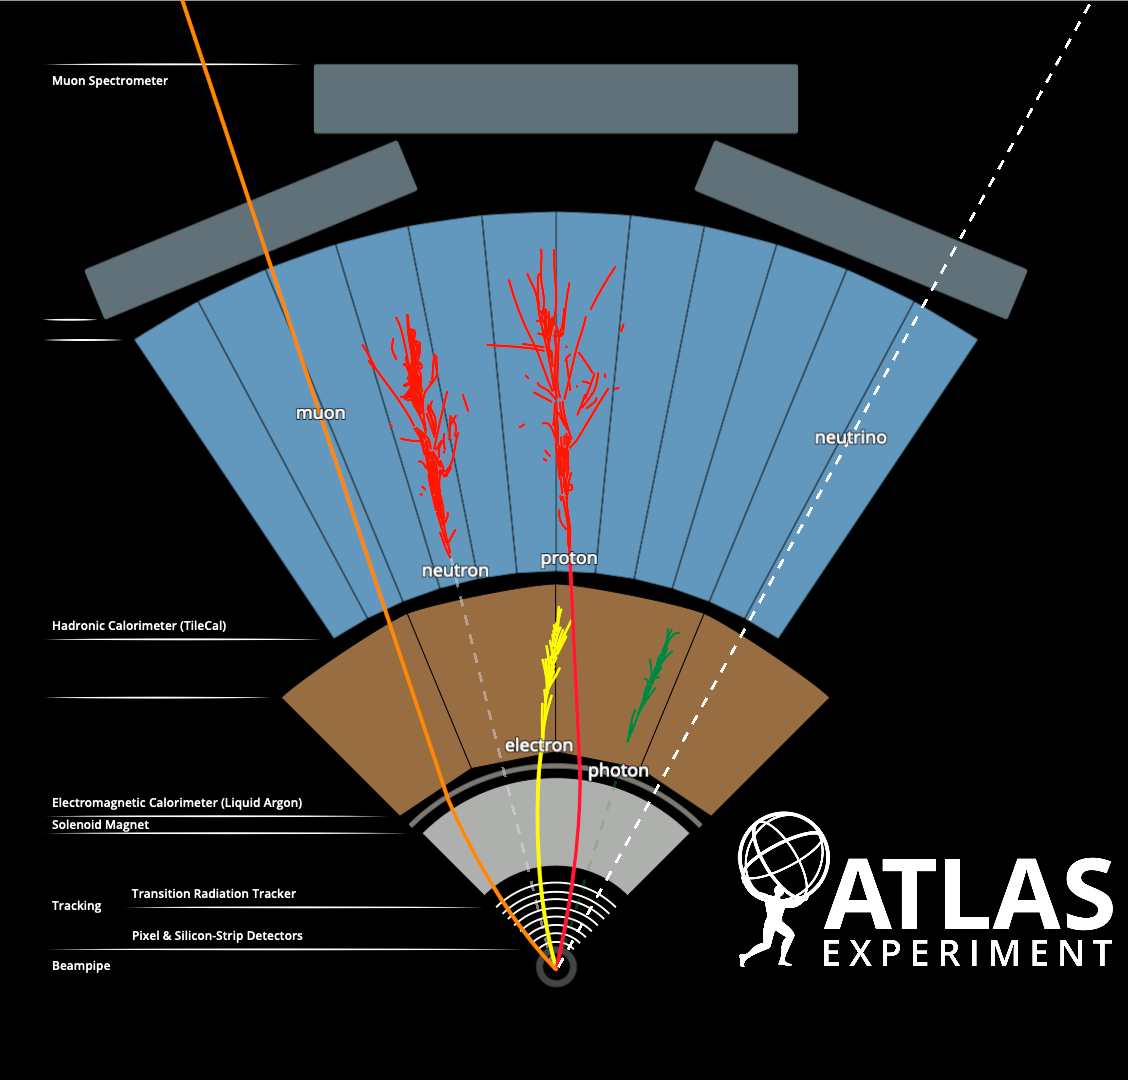 Muon Spectrometer
muon
neutrino
proton
neutron
Hadronic Calorimeter (TileCal)
electron
photon
Electromagnetic Calorimeter (Liquid Argon)
Solenoid Magnet
Transition Radiation Tracker
Tracking
Pixel & Silicon-Strip Detectors
Beampipe
ATLAS
EXPERIMENT